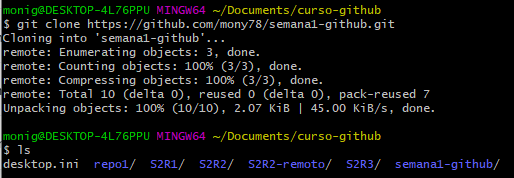 monig@DESKTOP-4L76PPU MINGW64 ~/Documents/curso-github
$ git clone https://github.com/mony78/semana1-github.git
Cloning into 'semana1-github'...
remote: Enumerating objects: 3, done.
remote: Counting objects: 100% (3/3), done.
remote: Compressing objects: 100% (3/3), done.
remote: Total 10 (delta 0), reused 0 (delta 0), pack-reused 7
Unpacking objects: 100% (10/10), 2.07 KiB | 45.00 KiB/s, done.
monig@DESKTOP-4L76PPU MINGW64 ~/Documents/curso-github
$ ls
desktop.ini repo1/ S2R1/ S2R2/ S2R2-remoto/ S2R3/ semana1-github/